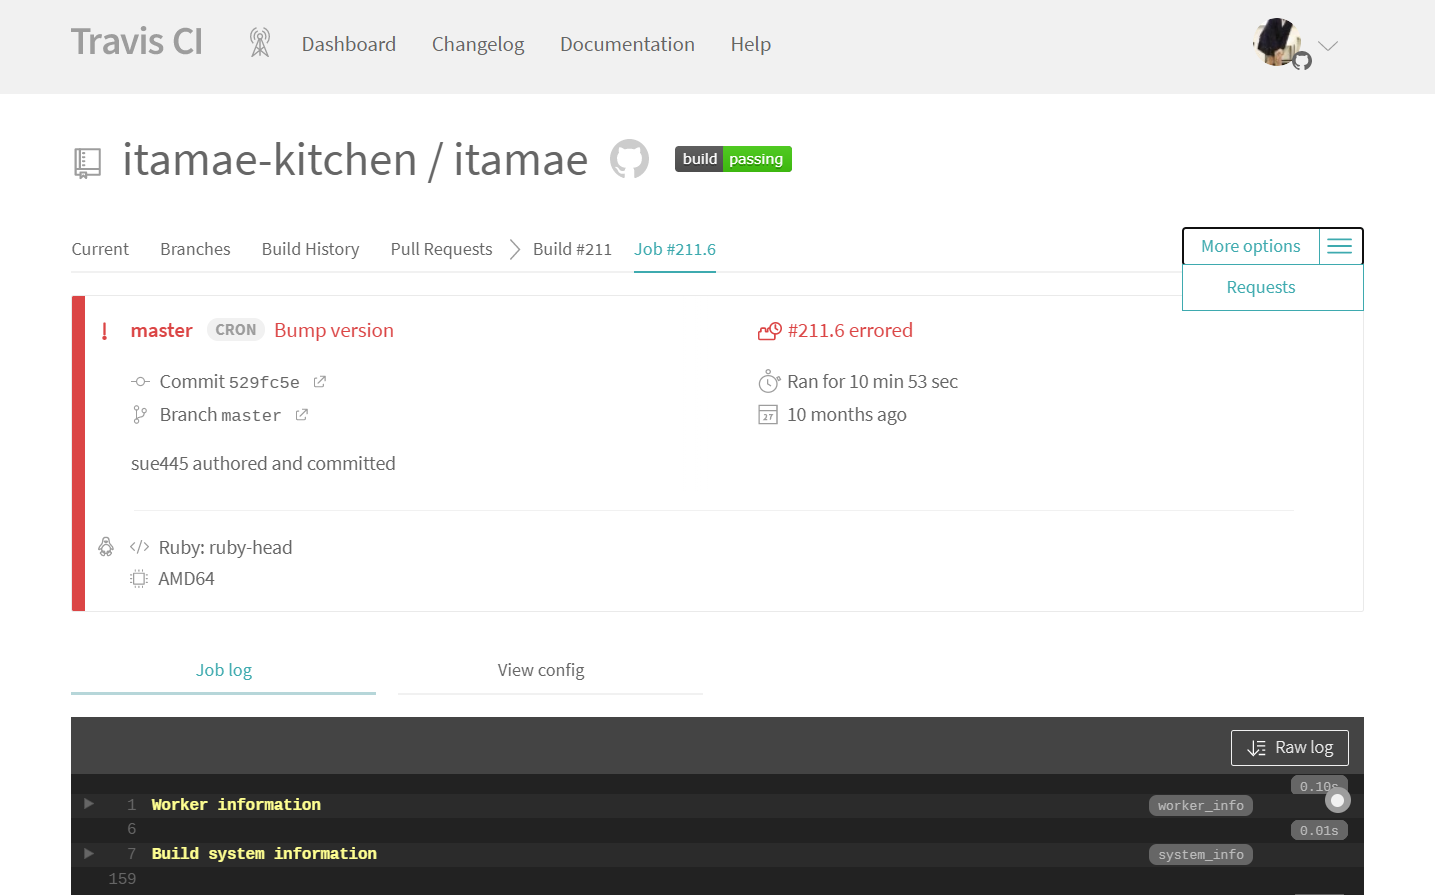 Travis CI Dashboard Changelog Documentation Help
itamae-kitchen / itamae build passing
Current Branches Build History Pull Requests Build #211 Job #211.6 More options
Requests
! master CRON Bump version #211.6 errored
Commit 529fc5e Ran for 10 min 53 sec
Branch master 27 10 months ago
sue445 authored and committed
</> Ruby: ruby-head
AMD64
Job log View config
Raw log
0.10s
1 Worker information worker_info
6 0.01s
7 Build system information system_info
159